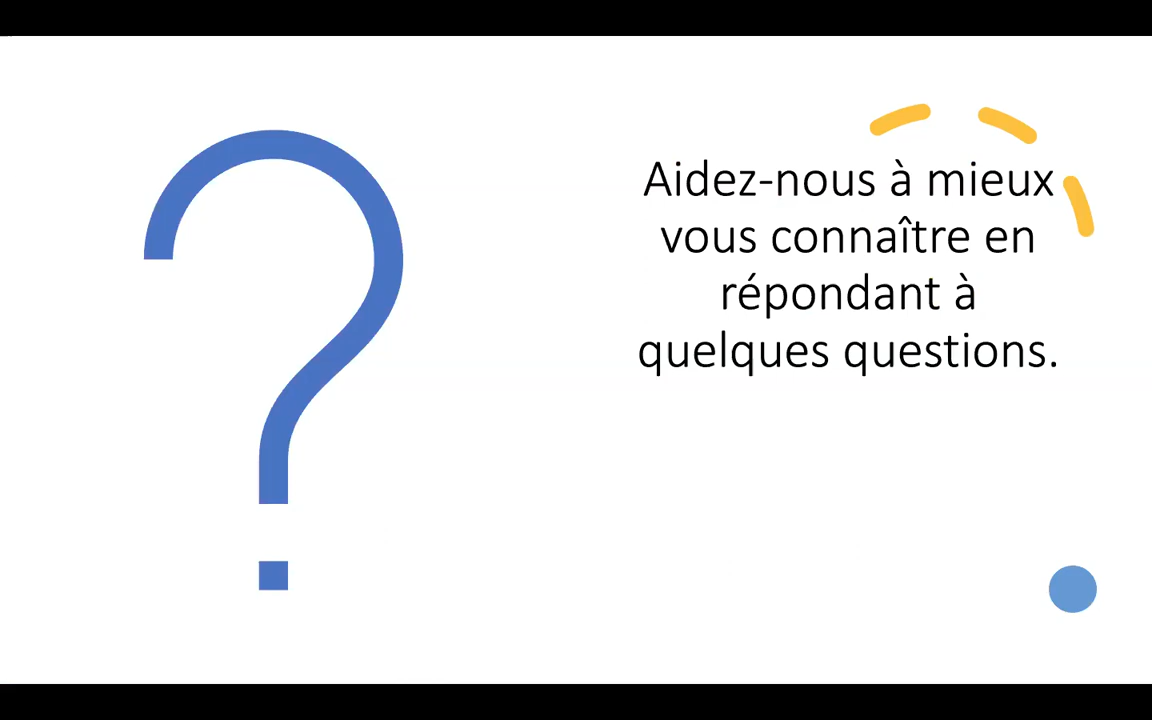 Aidez-nous à mieux
vous connaître en
répondant à
quelques questions.